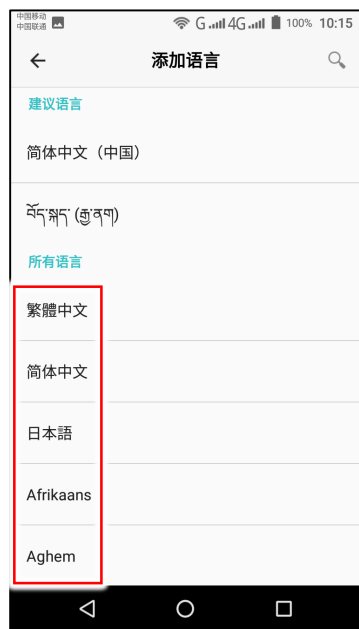 中国移动
中国联通
G 4G 100% 10:15
添加语言
建议语言
简体中文（中国）
བོད་སྐད་ (རྒྱ་ནག)
所有语言
繁體中文
简体中文
日本語
Afrikaans
Aghem